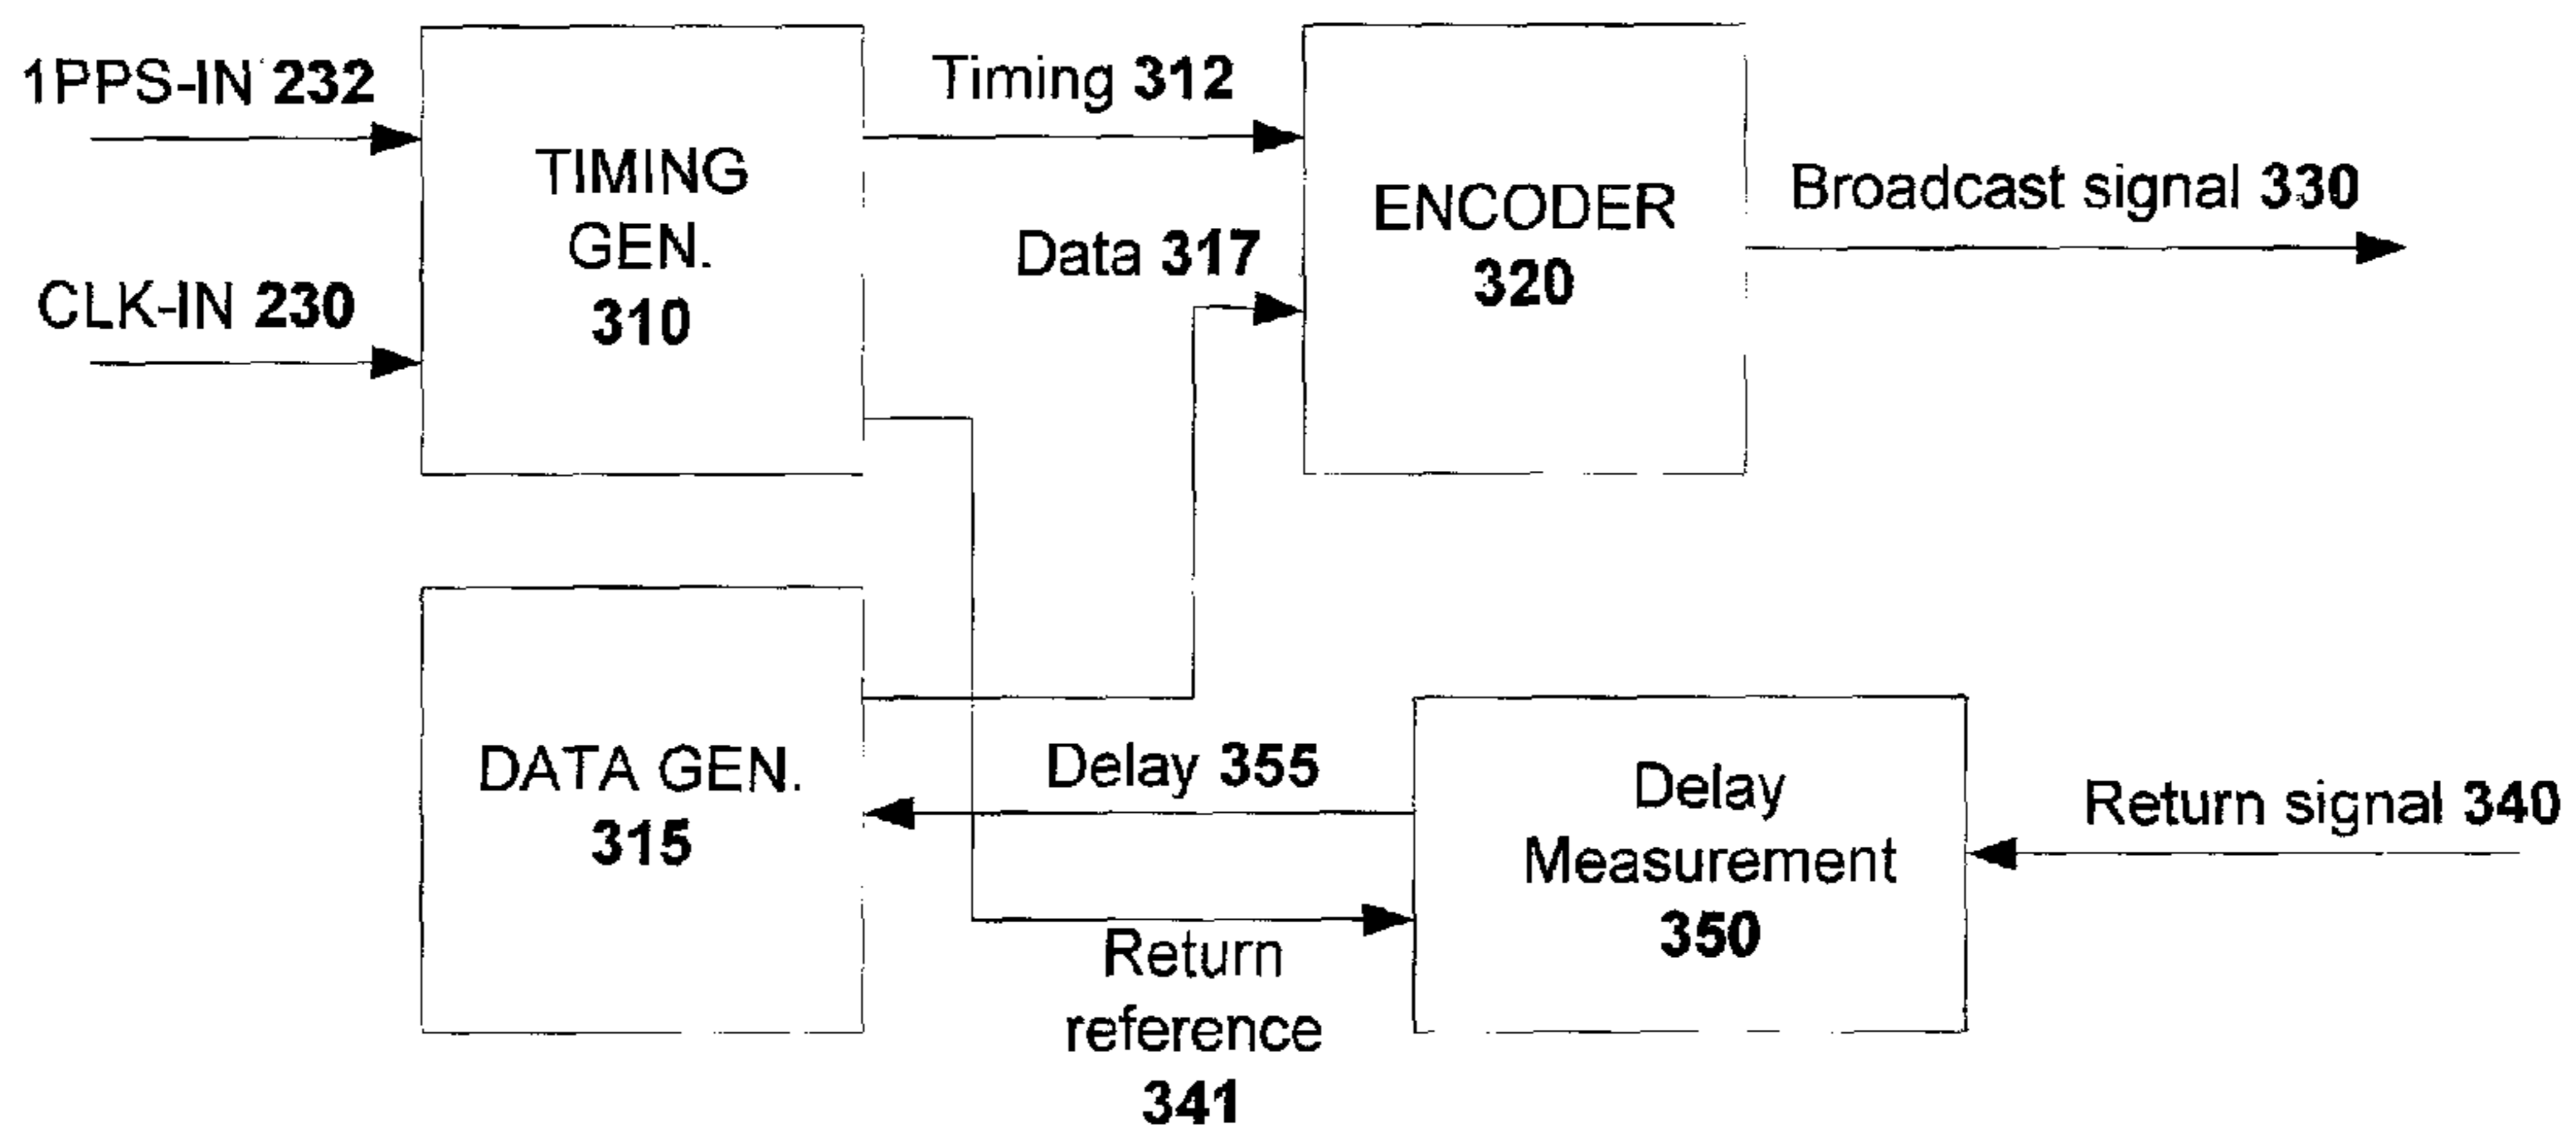 1PPS-IN 232
CLK-IN 230
TIMING
GEN.
310
Timing 312
Data 317
ENCODER
320
Broadcast signal 330
DATA GEN.
315
Delay 355
Return
reference
341
Delay
Measurement
350
Return signal 340